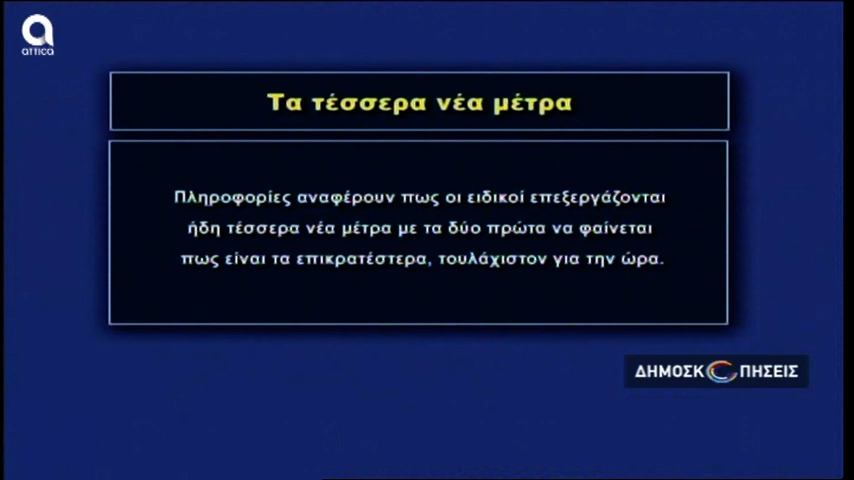 attica
Τα τέσσερα νέα μέτρα
Πληροφορίες αναφέρουν πως οι ειδικοί επεξεργάζονται
ήδη τέσσερα νέα μέτρα με τα δύο πρώτα να φαίνεται
πως είναι τα επικρατέστερα, τουλάχιστον για την ώρα.
ΔΗΜΟΣΚΟΠΗΣΕΙΣ